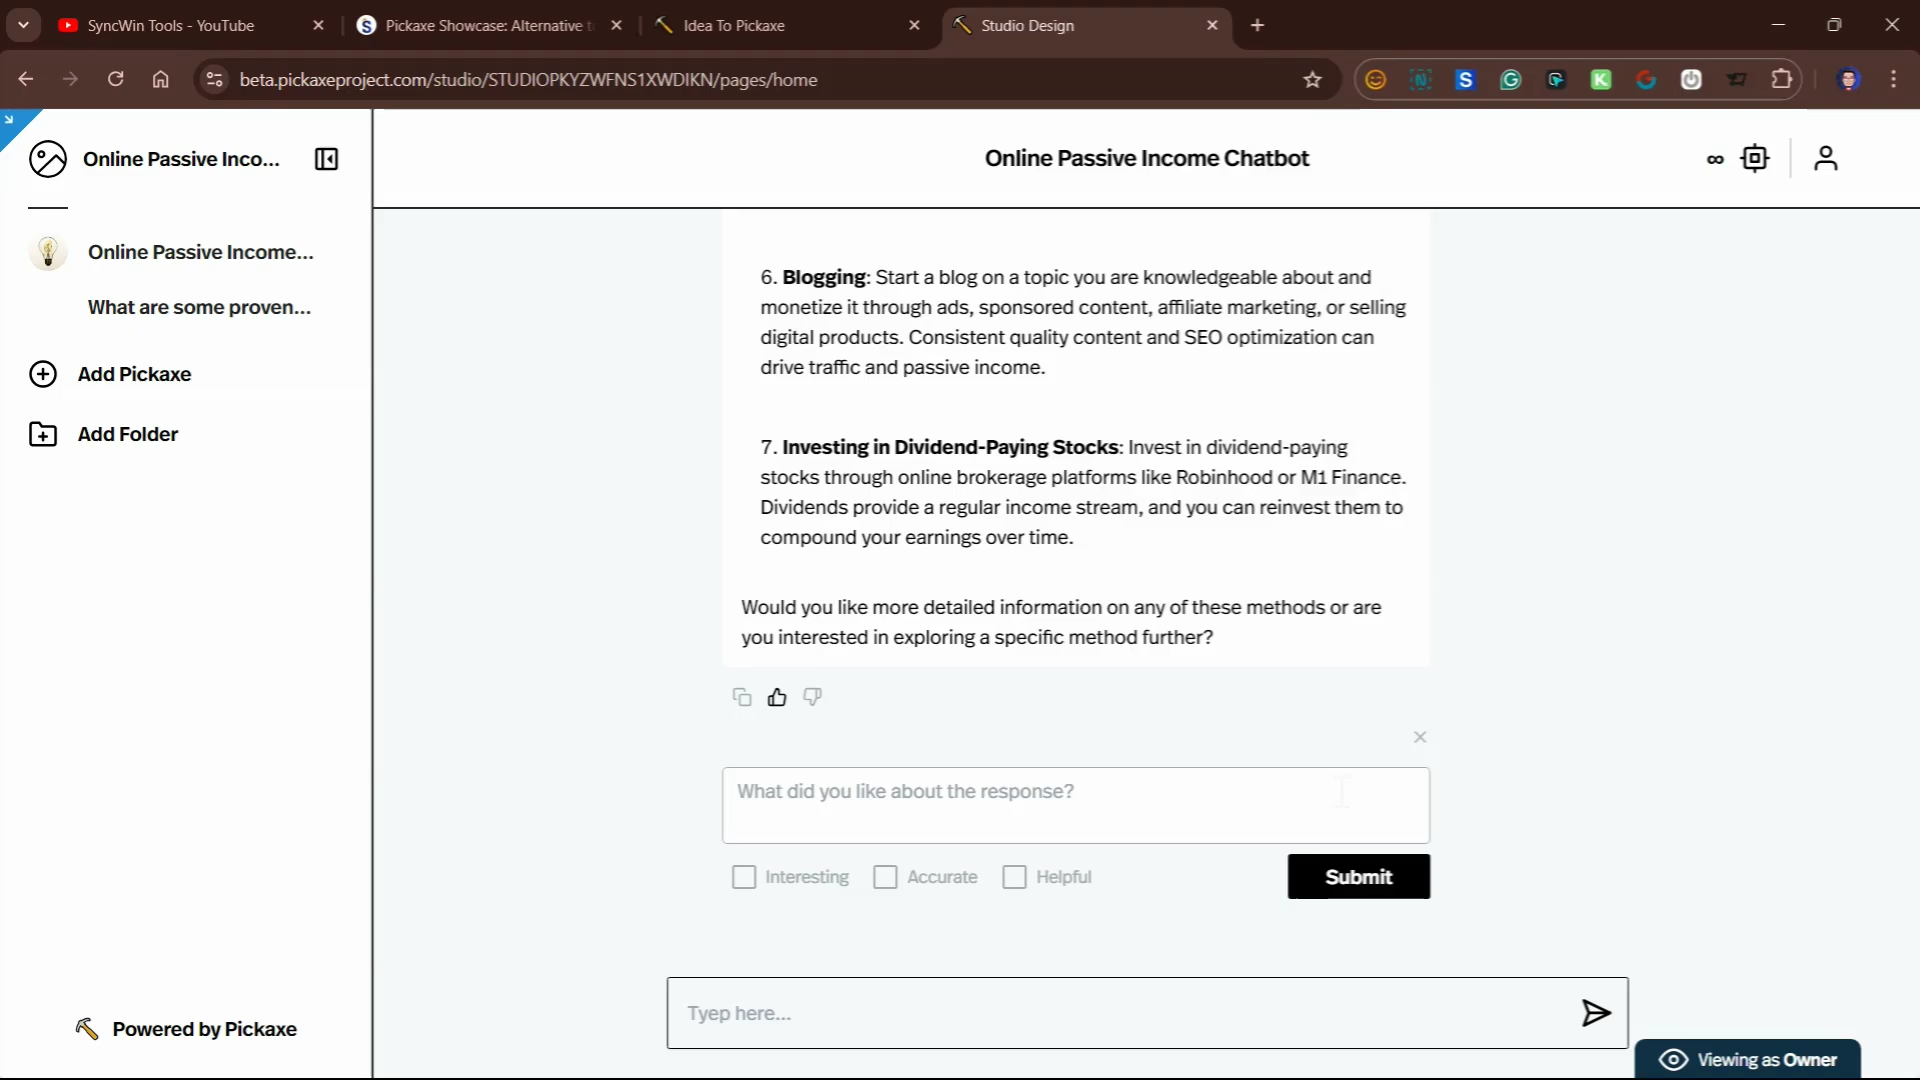 SyncWin Tools - YouTube
Pickaxe Showcase: Alternative t
Idea To Pickaxe
Studio Design
beta.pickaxeproject.com/studio/STUDIOPKYZWFNS1XWDIKN/pages/home
Online Passive Inco...
Online Passive Income Chatbot
Online Passive Income...
What are some proven...
Add Pickaxe
Add Folder
6. Blogging: Start a blog on a topic you are knowledgeable about and
monetize it through ads, sponsored content, affiliate marketing, or selling
digital products. Consistent quality content and SEO optimization can
drive traffic and passive income.
7. Investing in Dividend-Paying Stocks: Invest in dividend-paying
stocks through online brokerage platforms like Robinhood or M1 Finance.
Dividends provide a regular income stream, and you can reinvest them to
compound your earnings over time.
Would you like more detailed information on any of these methods or are
you interested in exploring a specific method further?
What did you like about the response?
Interesting
Accurate
Helpful
Submit
Typep here...
Powered by Pickaxe
Viewing as Owner